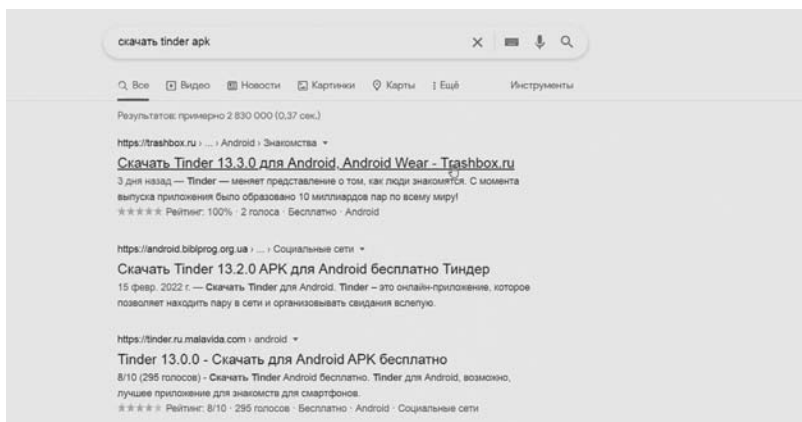 скачать tinder apk
Все Видео Новости Картинки Карты Ещё Инструменты
Результатов: примерно 2 830 000 (0,37 сек.)
https://trashbox.ru › ... › Android › Знакомства
Скачать Tinder 13.3.0 для Android, Android Wear - Trashbox.ru
3 дня назад — Tinder — меняет представление о том, как люди знакомятся. С момента
выпуска приложения было образовано 10 миллиардов пар по всему миру!
Рейтинг: 100% · 2 голоса · Бесплатно · Android
https://android.biblprog.org.ua › ... › Социальные сети
Скачать Tinder 13.2.0 APK для Android бесплатно Тиндер
15 февр. 2022 г. — Скачать Tinder для Android. Tinder – это онлайн-приложение, которое
позволяет находить пару в сети и организовывать свидания вслепую.
https://tinder.ru.malavida.com › android
Tinder 13.0.0 - Скачать для Android APK бесплатно
8/10 (295 голосов) - Скачать Tinder Android бесплатно. Tinder для Android, возможно,
лучшее приложение для знакомств для смартфонов.
Рейтинг: 8/10 · 295 голосов · Бесплатно · Android · Социальные сети